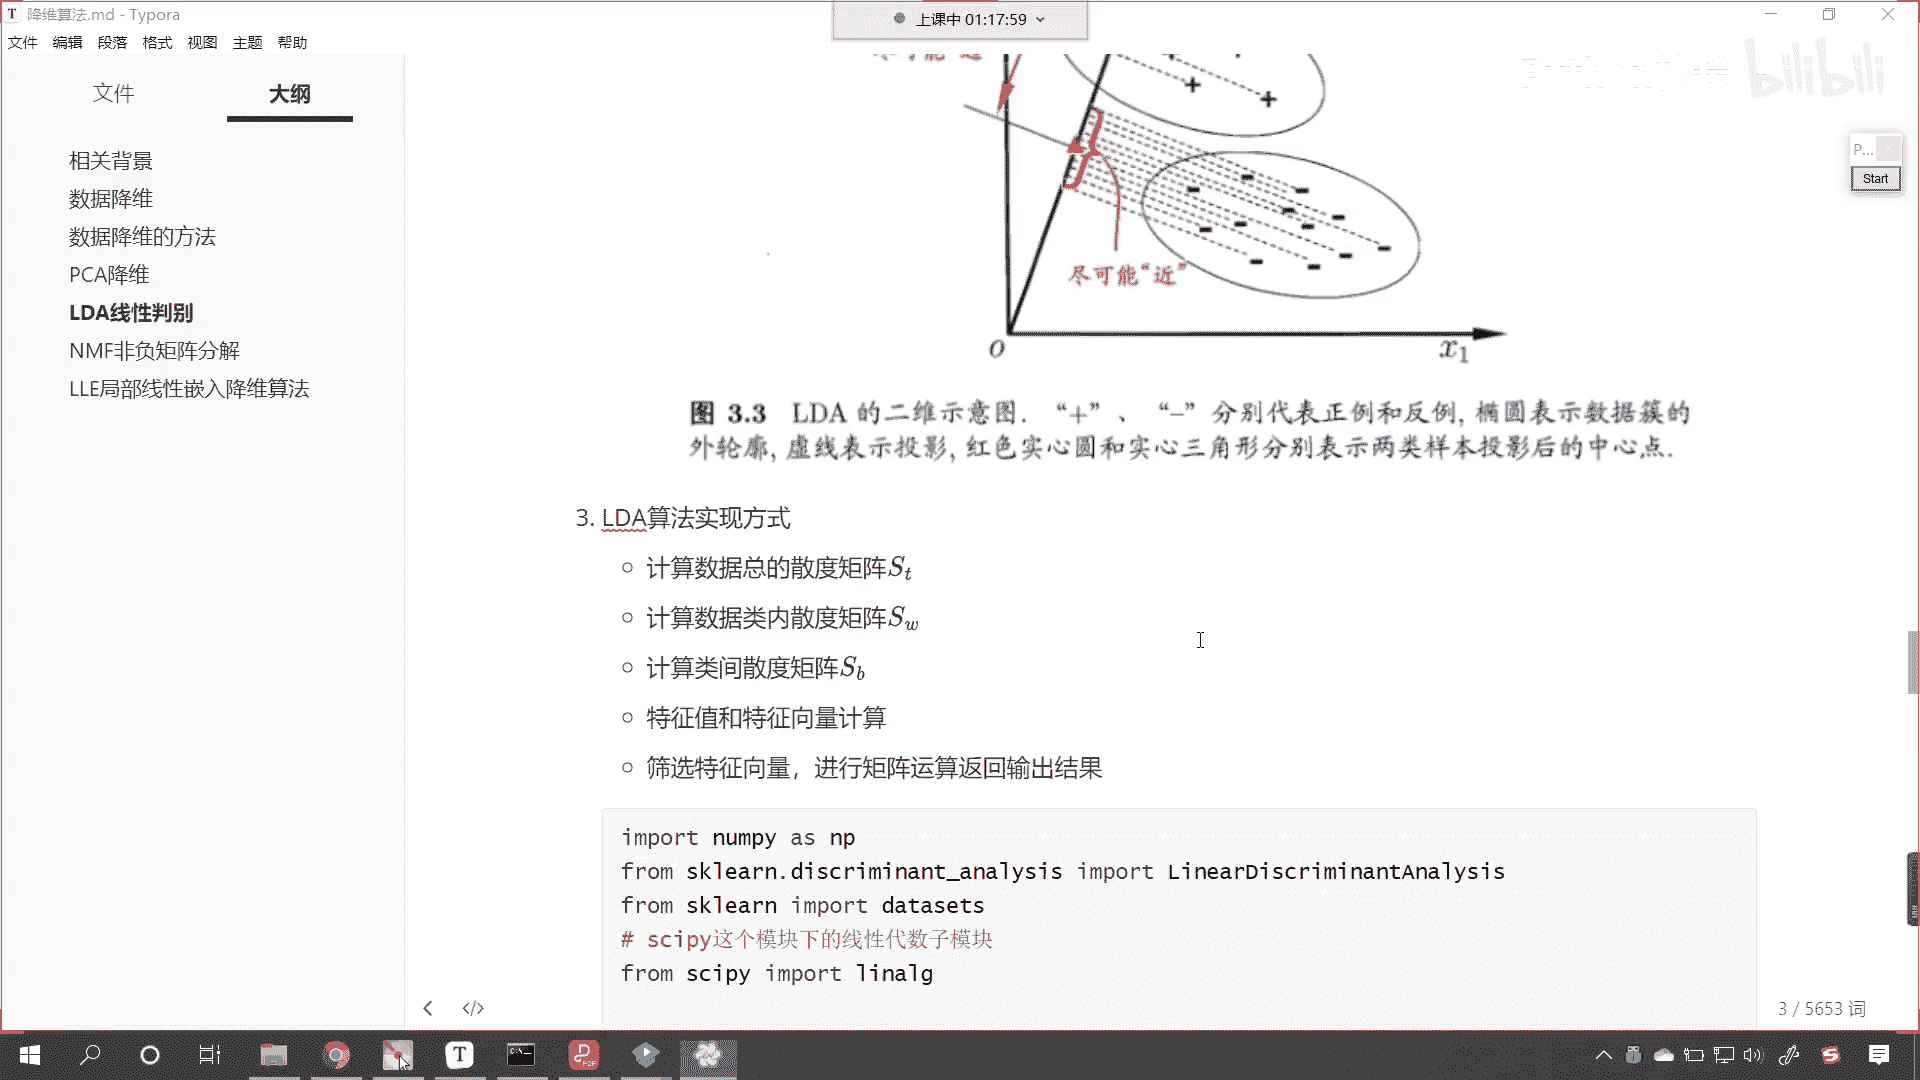 降维算法.md - Typora
上课中 01:17:59
文件 编辑 段落 格式 视图 主题 帮助
文件 大纲
相关背景
数据降维
数据降维的方法
PCA降维
LDA线性判别
NMF非负矩阵分解
LLE局部线性嵌入降维算法
bilibili
P...
Start
尽可能“近”
O
x₁
图 3.3 LDA 的二维示意图. “+”、“−”分别代表正例和反例, 椭圆表示数据簇的
外轮廓, 虚线表示投影, 红色实心圆和实心三角形分别表示两类样本投影后的中心点.
3. LDA算法实现方式
计算数据总的散度矩阵Sₜ
计算数据类内散度矩阵S_w
计算类间散度矩阵S_b
特征值和特征向量计算
筛选特征向量，进行矩阵运算返回输出结果
import numpy as np
from sklearn.discriminant_analysis import LinearDiscriminantAnalysis
from sklearn import datasets
# scipy这个模块下的线性代数子模块
from scipy import linalg
3 / 5653 词